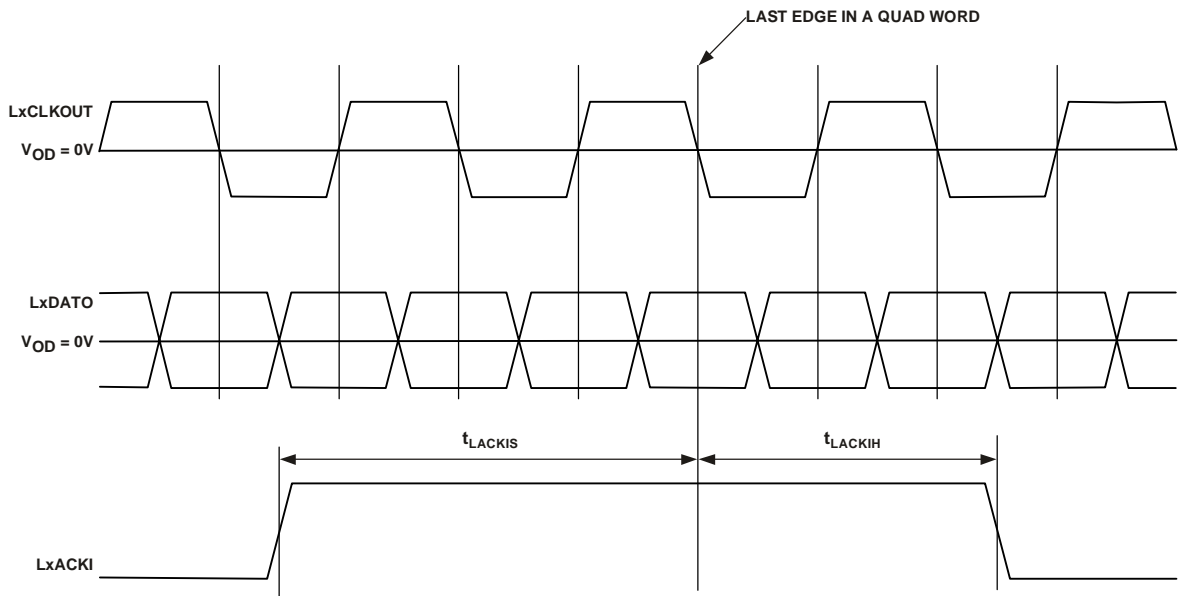 LAST EDGE IN A QUAD WORD
LxCLKOUT
VOD = 0V
LxDATO
VOD = 0V
tLACKIS
tLACKIH
LxACKI